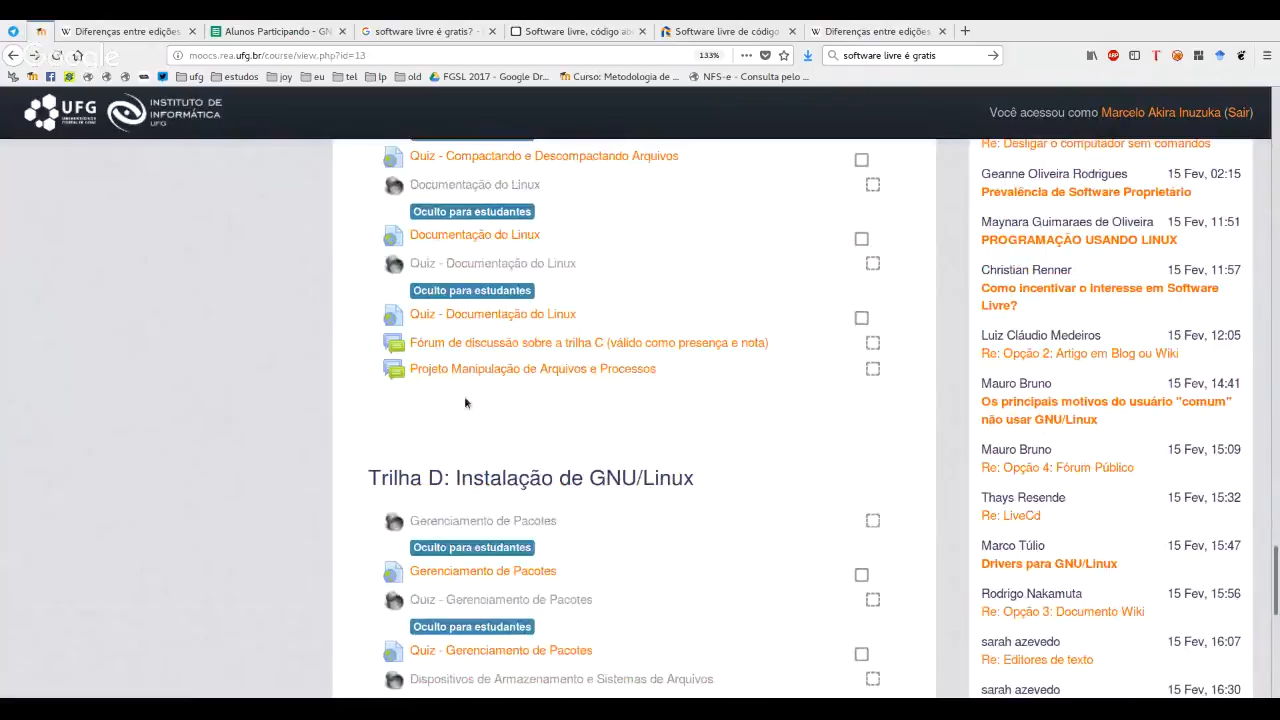 Diferenças entre edições
Alunos Participando - GN
software livre é gratis? -
Software livre, código ab
Software livre de código
Diferenças entre edições
Google
moocs.rea.ufg.br/course/view.php?id=13
133%
software livre é gratis
ufg
estudos
joy
eu
tel
lp
old
FGSL 2017 - Google Dr...
Curso: Metodologia de ...
NFS-e - Consulta pelo ...
UFG
INSTITUTO DE
INFORMÁTICA
UFG
Você acessou como Marcelo Akira Inuzuka (Sair)
Quiz - Compactando e Descompactando Arquivos
Documentação do Linux
Oculto para estudantes
Documentação do Linux
Quiz - Documentação do Linux
Oculto para estudantes
Quiz - Documentação do Linux
Fórum de discussão sobre a trilha C (válido como presença e nota)
Projeto Manipulação de Arquivos e Processos
Trilha D: Instalação de GNU/Linux
Gerenciamento de Pacotes
Oculto para estudantes
Gerenciamento de Pacotes
Quiz - Gerenciamento de Pacotes
Oculto para estudantes
Quiz - Gerenciamento de Pacotes
Dispositivos de Armazenamento e Sistemas de Arquivos
Re: Desligar o computador sem comandos
Geanne Oliveira Rodrigues 15 Fev, 02:15
Prevalência de Software Proprietário
Maynara Guimaraes de Oliveira 15 Fev, 11:51
PROGRAMAÇÃO USANDO LINUX
Christian Renner 15 Fev, 11:57
Como incentivar o interesse em Software
Livre?
Luiz Cláudio Medeiros 15 Fev, 12:05
Re: Opção 2: Artigo em Blog ou Wiki
Mauro Bruno 15 Fev, 14:41
Os principais motivos do usuário "comum"
não usar GNU/Linux
Mauro Bruno 15 Fev, 15:09
Re: Opção 4: Fórum Público
Thays Resende 15 Fev, 15:32
Re: LiveCd
Marco Túlio 15 Fev, 15:47
Drivers para GNU/Linux
Rodrigo Nakamuta 15 Fev, 15:56
Re: Opção 3: Documento Wiki
sarah azevedo 15 Fev, 16:07
Re: Editores de texto
sarah azevedo 15 Fev, 16:30